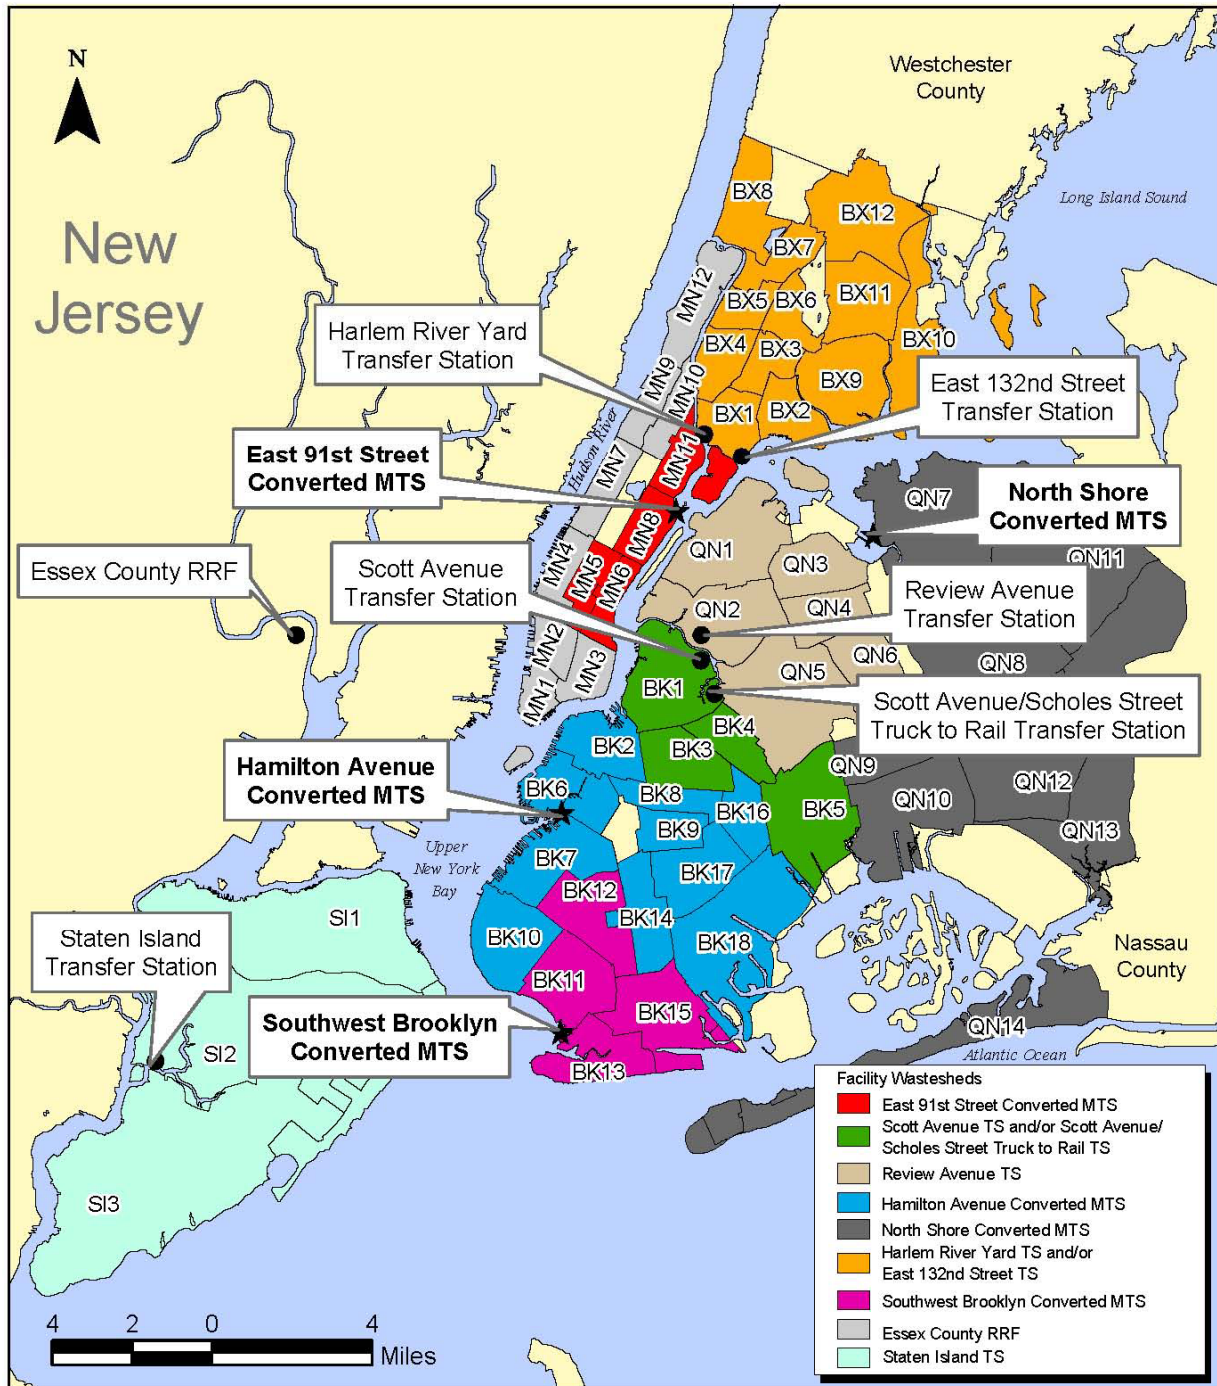 N
Westchester
County
Long Island Sound
New
Jersey
BX8
BX12
BX7
MN12
BX5
BX6
BX11
Harlem River Yard
Transfer Station
BX4
BX3
BX10
MN9
MN10
BX9
East 132nd Street
Transfer Station
BX1
BX2
Hudson River
East 91st Street
Converted MTS
MN7
MN11
QN7
North Shore
Converted MTS
MN8
QN1
QN3
QN11
MN4
MN5
MN6
Essex County RRF
Scott Avenue
Transfer Station
Review Avenue
Transfer Station
QN2
QN4
MN2
MN3
MN1
QN5
QN6
QN8
BK1
Scott Avenue/Scholes Street
Truck to Rail Transfer Station
BK4
BK2
BK3
Hamilton Avenue
Converted MTS
QN9
BK6
BK8
BK16
BK5
QN10
QN12
BK9
QN13
Upper
New York
Bay
BK7
BK17
BK12
SI1
BK14
BK10
BK18
Staten Island
Transfer Station
Nassau
County
BK11
Southwest Brooklyn
Converted MTS
BK15
QN14
SI2
Atlantic Ocean
BK13
SI3
Facility Wastesheds
East 91st Street Converted MTS
Scott Avenue TS and/or Scott Avenue/
Scholes Street Truck to Rail TS
Review Avenue TS
Hamilton Avenue Converted MTS
North Shore Converted MTS
Harlem River Yard TS and/or
East 132nd Street TS
Southwest Brooklyn Converted MTS
Essex County RRF
Staten Island TS
4 2 0 4
Miles